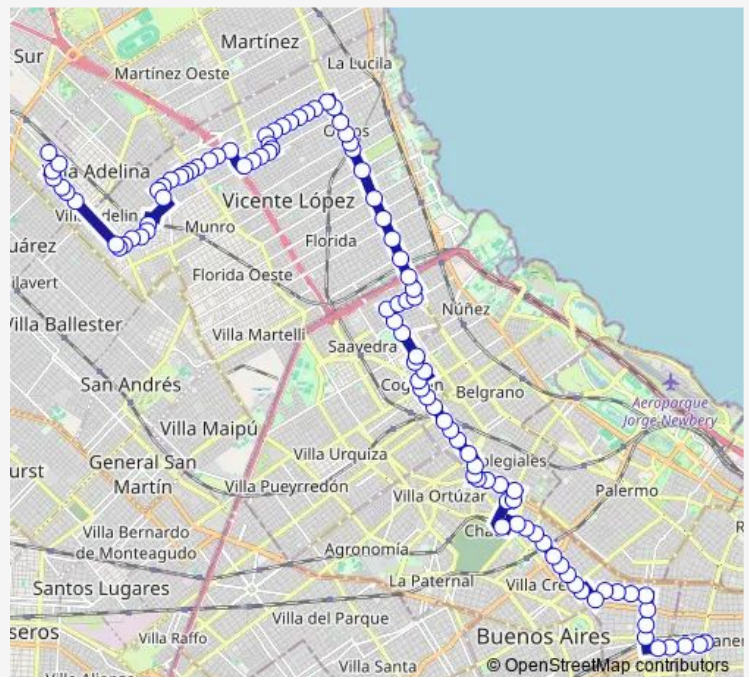 Martínez
Sur
La Lucila
Martínez Oeste
Adelina
Vicente López
Munro
Florida
Florida Oeste
Núñez
Villa Ballester
Villa Martelli
Saavedra
San Andrés
Belgrano
Aeroparque
Jorge Newbery
Villa Maipú
Villa Urquiza
General San
Martín
Villa Pueyrredón
Villa Ortúzar
Palermo
Villa Bernardo
de Monteagudo
Agronomía
La Paternal
Santos Lugares
Villa del Parque
Villa Raffo
Buenos Aires
Villa Santa
© OpenStreetMap contributors